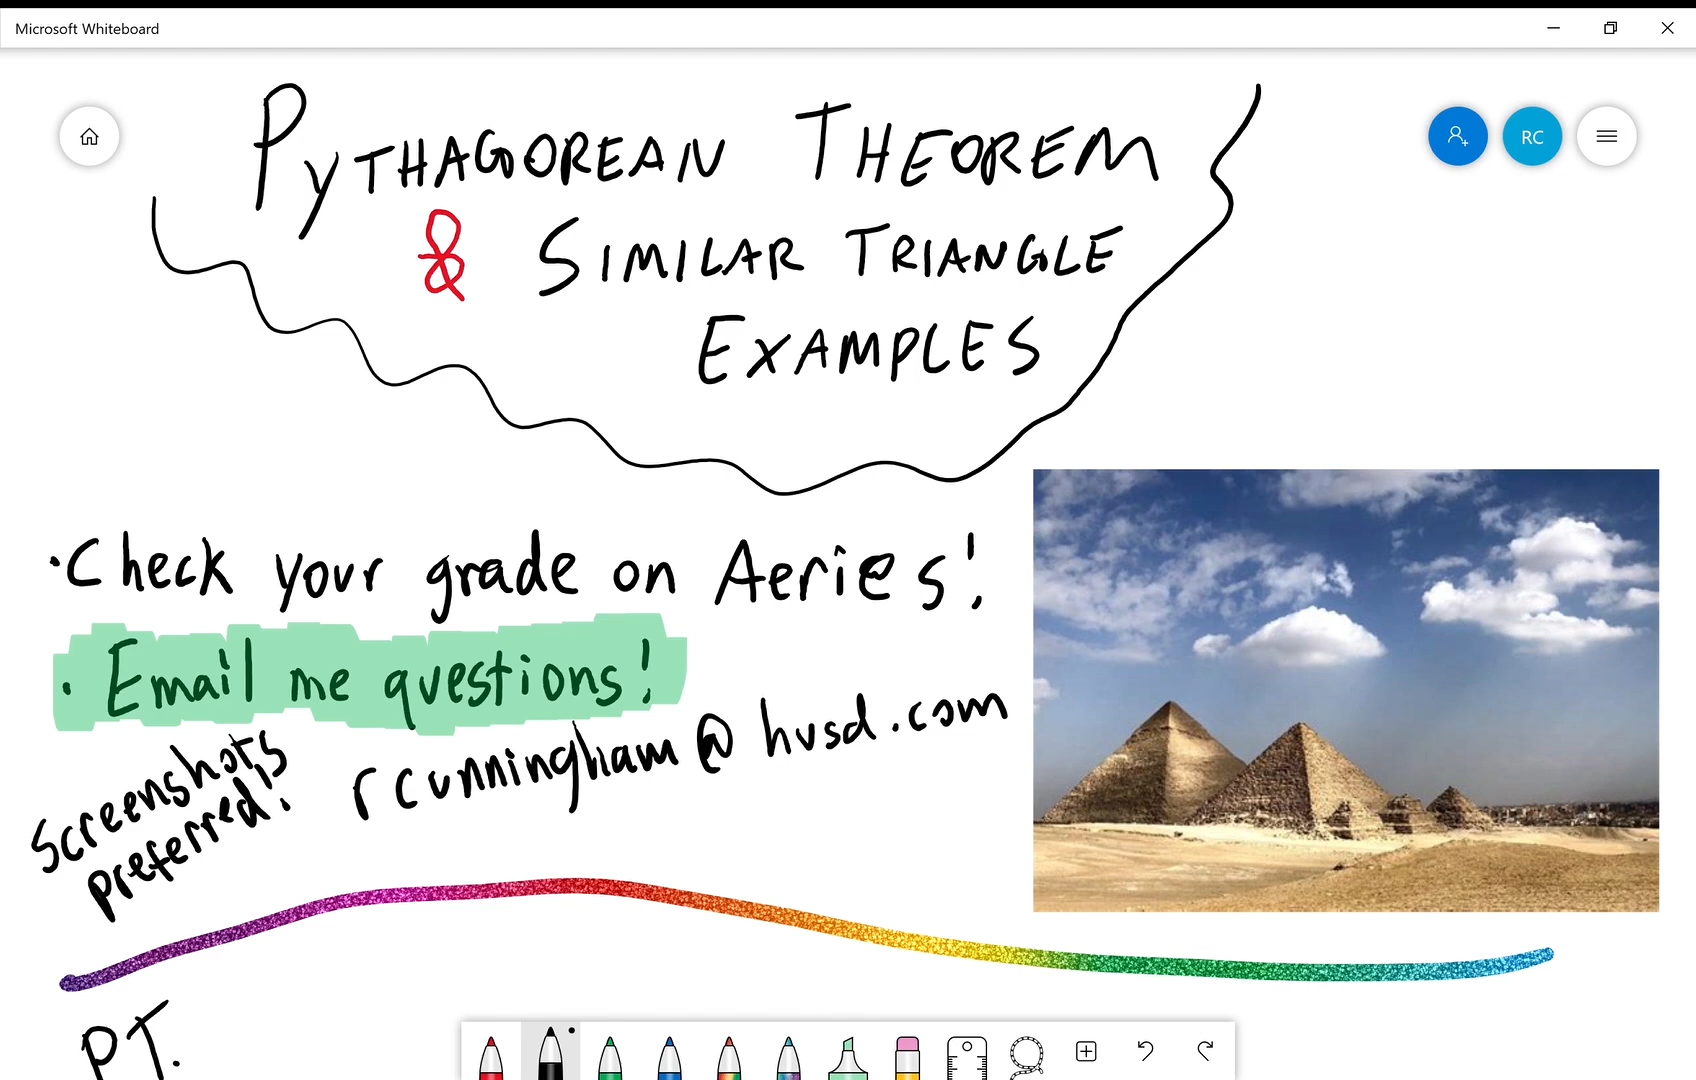 Microsoft Whiteboard
PYTHAGOREAN THEOREM
& SIMILAR TRIANGLE
EXAMPLES
RC
· Check your grade on Aeries!
· Email me questions!
rcunningham@hvsd.com
Screenshots
preferred!
PT.